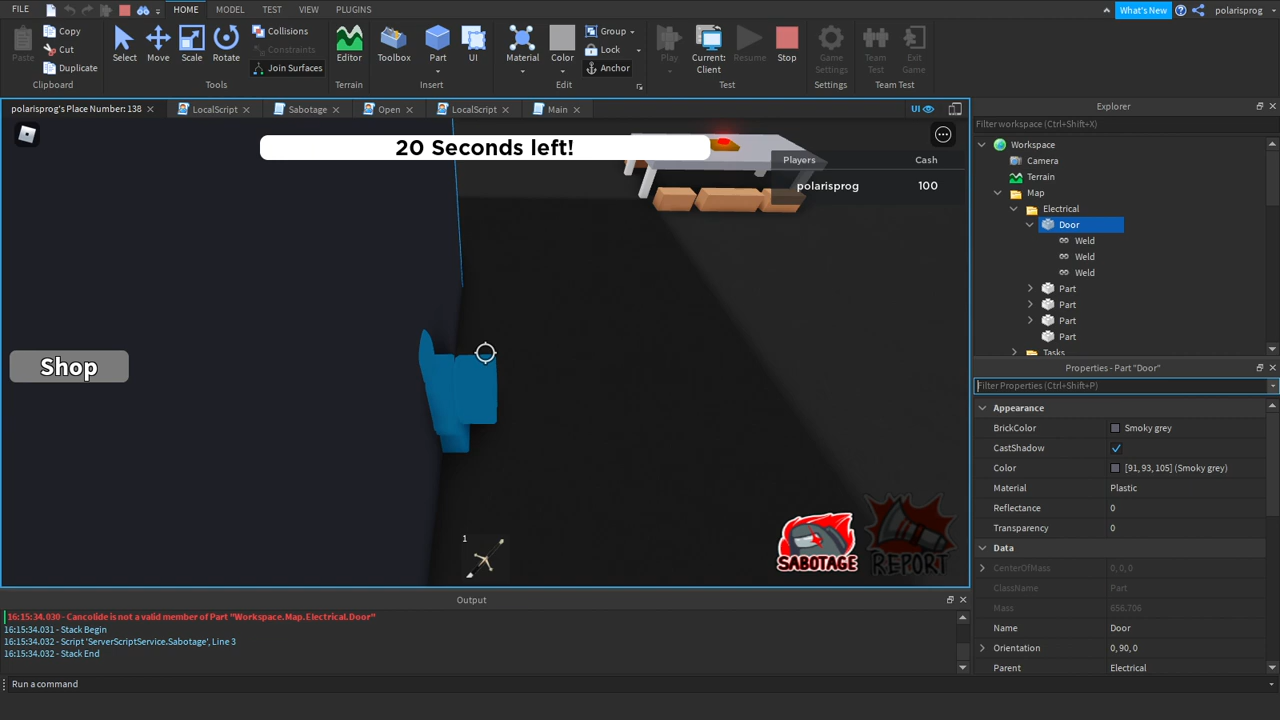 FILE HOME MODEL TEST VIEW PLUGINS What's New polarisprog
Paste Copy Cut Duplicate Select Move Scale Rotate Collisions Constraints Join Surfaces Editor Toolbox Part UI Material Color Group Lock Anchor Play Current: Client Resume Stop Game Settings Team Test Exit Game
Clipboard Tools Terrain Insert Edit Test Settings Team Test
polarisprog's Place Number: 138 LocalScript Sabotage Open LocalScript Main UI
20 Seconds left!
Players Cash
polarisprog 100
Shop
1
SABOTAGE
REPORT
Explorer
Filter workspace (Ctrl+Shift+X)
Workspace
Camera
Terrain
Map
Electrical
Door
Weld
Weld
Weld
Part
Part
Part
Part
Tasks
Properties - Part "Door"
Filter Properties (Ctrl+Shift+P)
Appearance
BrickColor Smoky grey
CastShadow
Color [91, 93, 105] (Smoky grey)
Material Plastic
Reflectance 0
Transparency 0
Data
CenterOfMass 0, 0, 0
ClassName Part
Mass 656.706
Name Door
Orientation 0, 90, 0
Parent Electrical
Output
16:15:34.030 - Cancolide is not a valid member of Part "Workspace.Map.Electrical.Door"
16:15:34.031 - Stack Begin
16:15:34.032 - Script 'ServerScriptService.Sabotage', Line 3
16:15:34.032 - Stack End
Run a command